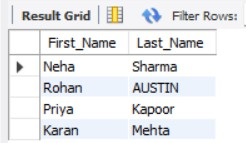 Result Grid Filter Rows:
First_Name Last_Name
Neha Sharma
Rohan AUSTIN
Priya Kapoor
Karan Mehta